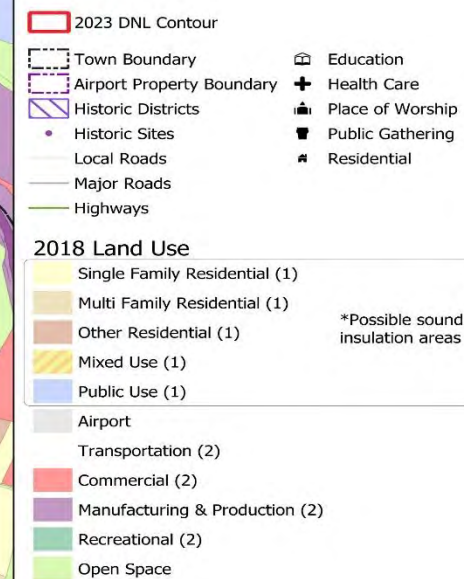 2023 DNL Contour
Town Boundary
Airport Property Boundary
Historic Districts
Historic Sites
Local Roads
Major Roads
Highways
Education
Health Care
Place of Worship
Public Gathering
Residential
2018 Land Use
Single Family Residential (1)
Multi Family Residential (1)
Other Residential (1)
Mixed Use (1)
Public Use (1)
*Possible sound
insulation areas
Airport
Transportation (2)
Commercial (2)
Manufacturing & Production (2)
Recreational (2)
Open Space